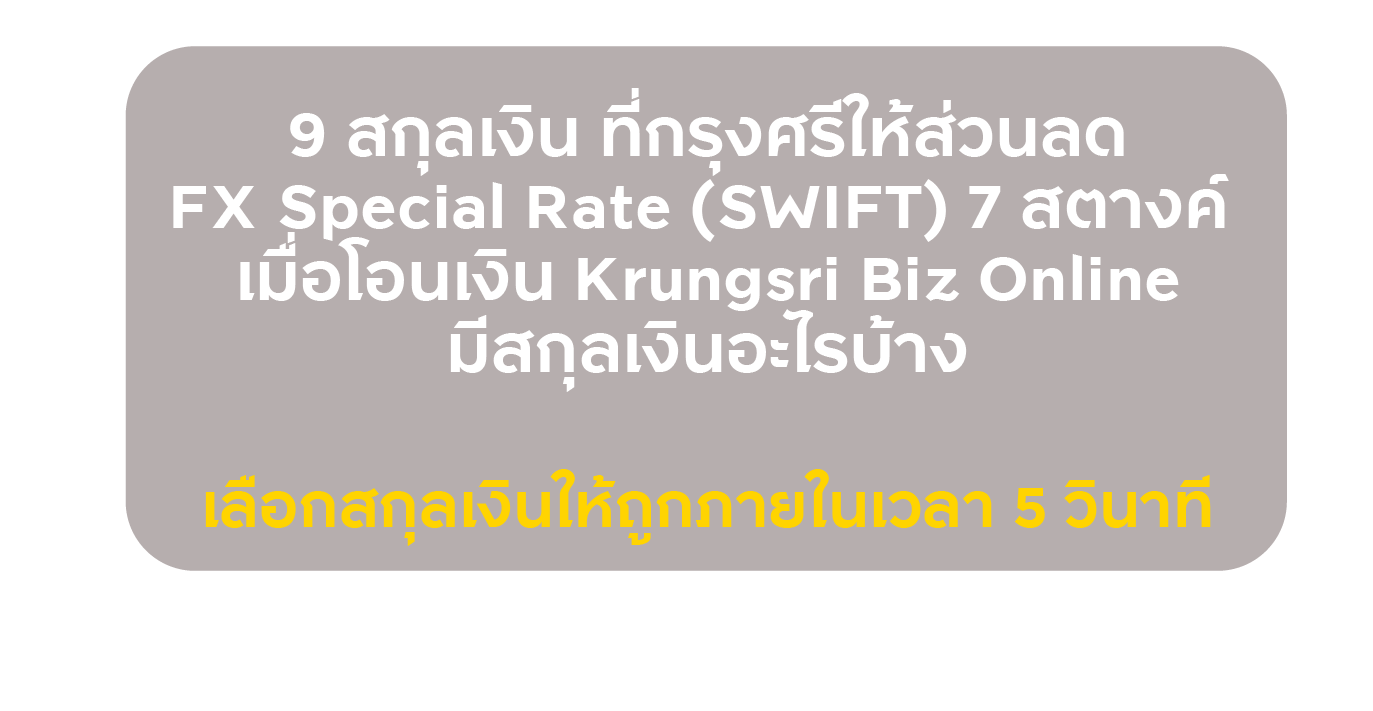 9 สกุลเงิน ที่กรุงศรีให้ส่วนลด
FX Special Rate (SWIFT) 7 สตางค์
เมื่อโอนเงิน Krungsri Biz Online
มีสกุลเงินอะไรบ้าง
เลือกสกุลเงินให้ถูกภายในเวลา 5 วินาที